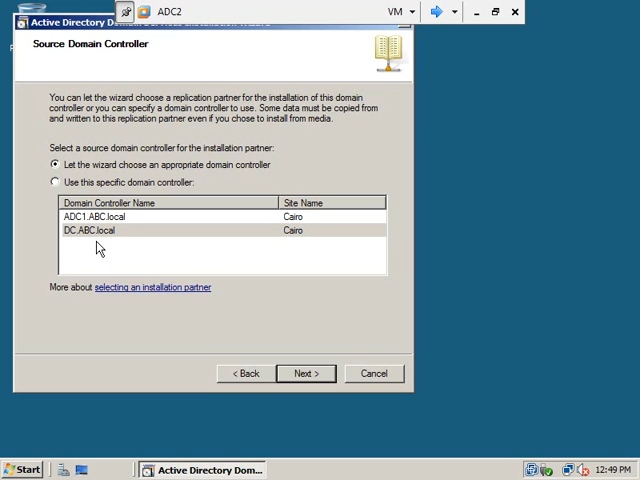 ADC2
VM
Active Directory Domain Services Installation Wizard
Source Domain Controller
You can let the wizard choose a replication partner for the installation of this domain
controller or you can specify a domain controller to use. Some data must be copied from
and written to this replication partner even if you chose to install from media.
Select a source domain controller for the installation partner:
Let the wizard choose an appropriate domain controller
Use this specific domain controller:
Domain Controller Name Site Name
ADC1.ABC.local Cairo
DC.ABC.local Cairo
More about selecting an installation partner
< Back Next > Cancel
Start Active Directory Dom... 12:49 PM